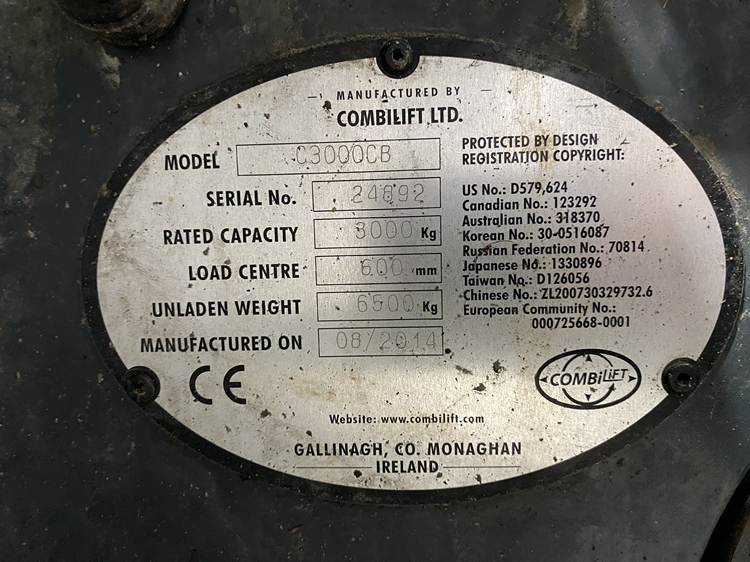 MANUFACTURED BY
COMBILIFT LTD.
MODEL C3000CB
SERIAL No. 24892
RATED CAPACITY 3000 Kg
LOAD CENTRE 600 mm
UNLADEN WEIGHT Kg
MANUFACTURED ON 08/2014
CE
PROTECTED BY DESIGN
REGISTRATION COPYRIGHT:
US No.: D579,624
Canadian No.: 123292
Australian No.: 318370
Korean No.: 30-0516087
Russian Federation No.: 70814
Japanese No.: 1330896
Taiwan No.: D126056
Chinese No.: ZL200730329732.6
European Community No.:
000725668-0001
COMBiLiFT
Website: www.combilift.com
GALLINAGH, CO. MONAGHAN
IRELAND